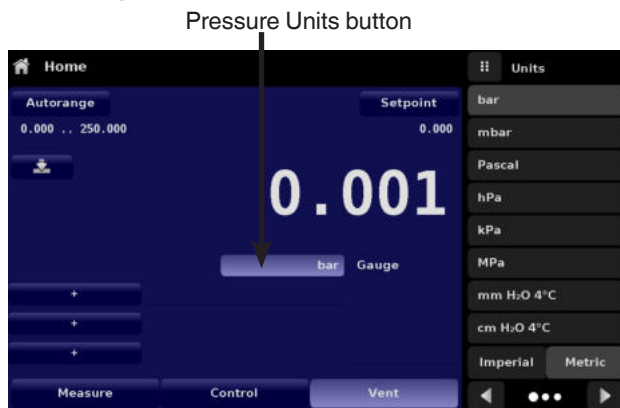 Pressure Units button
Home
Units
Autorange
Setpoint
0.000 .. 250.000
0.000
0.001
bar Gauge
+
+
+
Measure
Control
Vent
bar
mbar
Pascal
hPa
kPa
MPa
mm H₂O 4°C
cm H₂O 4°C
Imperial
Metric